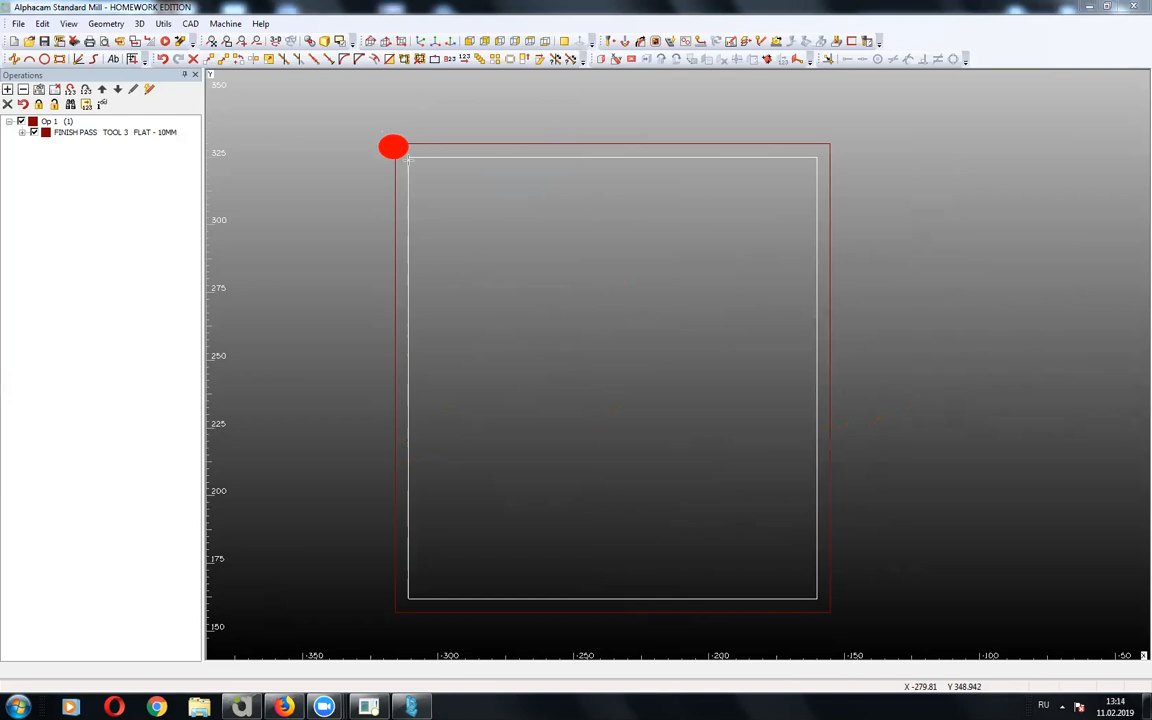 Alphacam Standard Mill - HOMEWORK EDITION
File Edit View Geometry 3D Utils CAD Machine Help
Operations
Op 1 (1)
FINISH PASS TOOL 3 FLAT - 10MM
Y
350
325
300
275
250
225
200
175
150
-350 -300 -250 -200 -150 -100 -50 X
X -279.81 Y 348.942
RU 13:14
11.02.2019